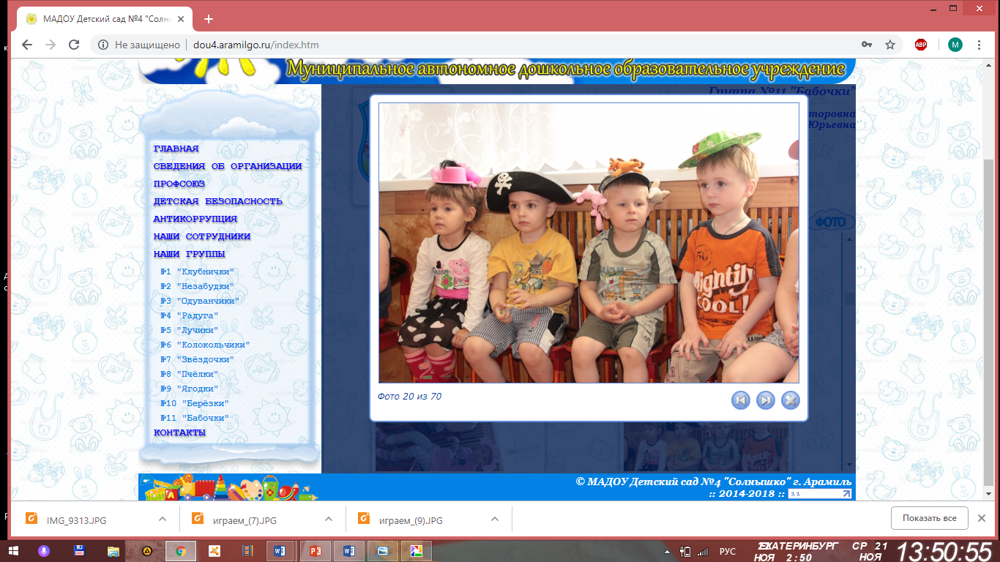 МАДОУ Детский сад №4 "Солны
Не защищено
dou4.aramilgo.ru/index.htm
М
ABP
Муниципальное автономное дошкольное образовательное учреждение
Группа №11 "Бабочки"
торовна
Юрьевна
ГЛАВНАЯ
СВЕДЕНИЯ ОБ ОРГАНИЗАЦИИ
ПРОФСОЮЗ
ДЕТСКАЯ БЕЗОПАСНОСТЬ
АНТИКОРРУПЦИЯ
НАШИ СОТРУДНИКИ
НАШИ ГРУППЫ
№1 "Клубнички"
№2 "Незабудки"
№3 "Одуванчики"
№4 "Радуга"
№5 "Лучики"
№6 "Колокольчики"
№7 "Звёздочки"
№8 "Пчёлки"
№9 "Ягодки"
№10 "Берёзки"
№11 "Бабочки"
КОНТАКТЫ
ФОТО
50
Mightily
COOL!
Фото 20 из 70
© МАДОУ Детский сад №4 "Солнышко" г. Арамиль
:: 2014-2018 ::
11
IMG_9313.JPG
играем_(7).JPG
играем_(9).JPG
Показать все
РУС
ЕКАТЕРИНБУРГ
НОЯ 2:50
СР 21
НОЯ
13:50:55